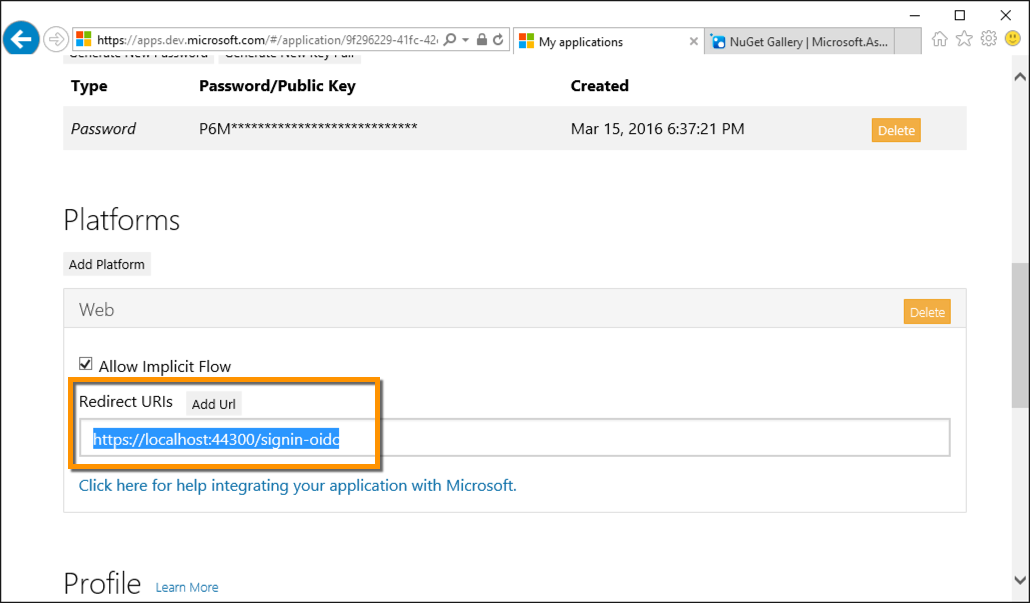 https://apps.dev.microsoft.com/#/application/9f296229-41fc-42
My applications
NuGet Gallery | Microsoft.As...
Generate New Password Generate New Key Pair
Type Password/Public Key Created
Password P6M**************************** Mar 15, 2016 6:37:21 PM Delete
Platforms
Add Platform
Web Delete
Allow Implicit Flow
Redirect URIs Add Url
https://localhost:44300/signin-oidc
Click here for help integrating your application with Microsoft.
Profile Learn More